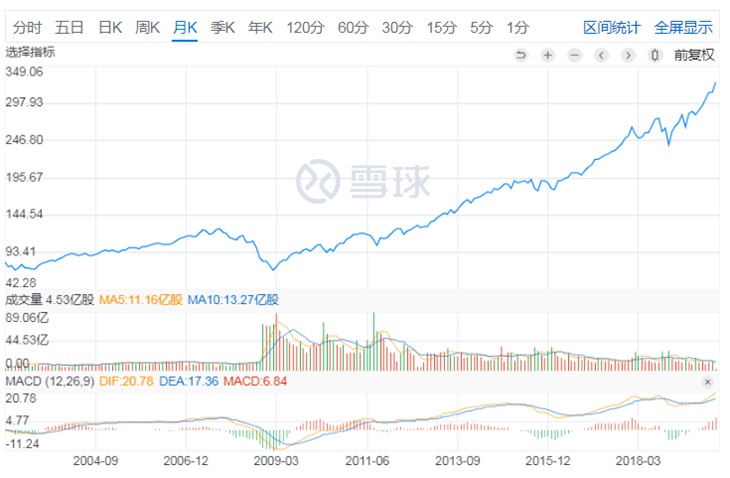 分时 五日 日K 周K 月K 季K 年K 120分 60分 30分 15分 5分 1分 区间统计 全屏显示
选择指标 前复权
349.06
297.93
246.80
195.67
144.54
93.41
42.28
雪球
成交量 4.53亿股 MA5:11.16亿股 MA10:13.27亿股
89.06亿
44.53亿
0.00
MACD (12,26,9) DIF:20.78 DEA:17.36 MACD:6.84
20.78
4.77
-11.24
2004-09 2006-12 2009-03 2011-06 2013-09 2015-12 2018-03